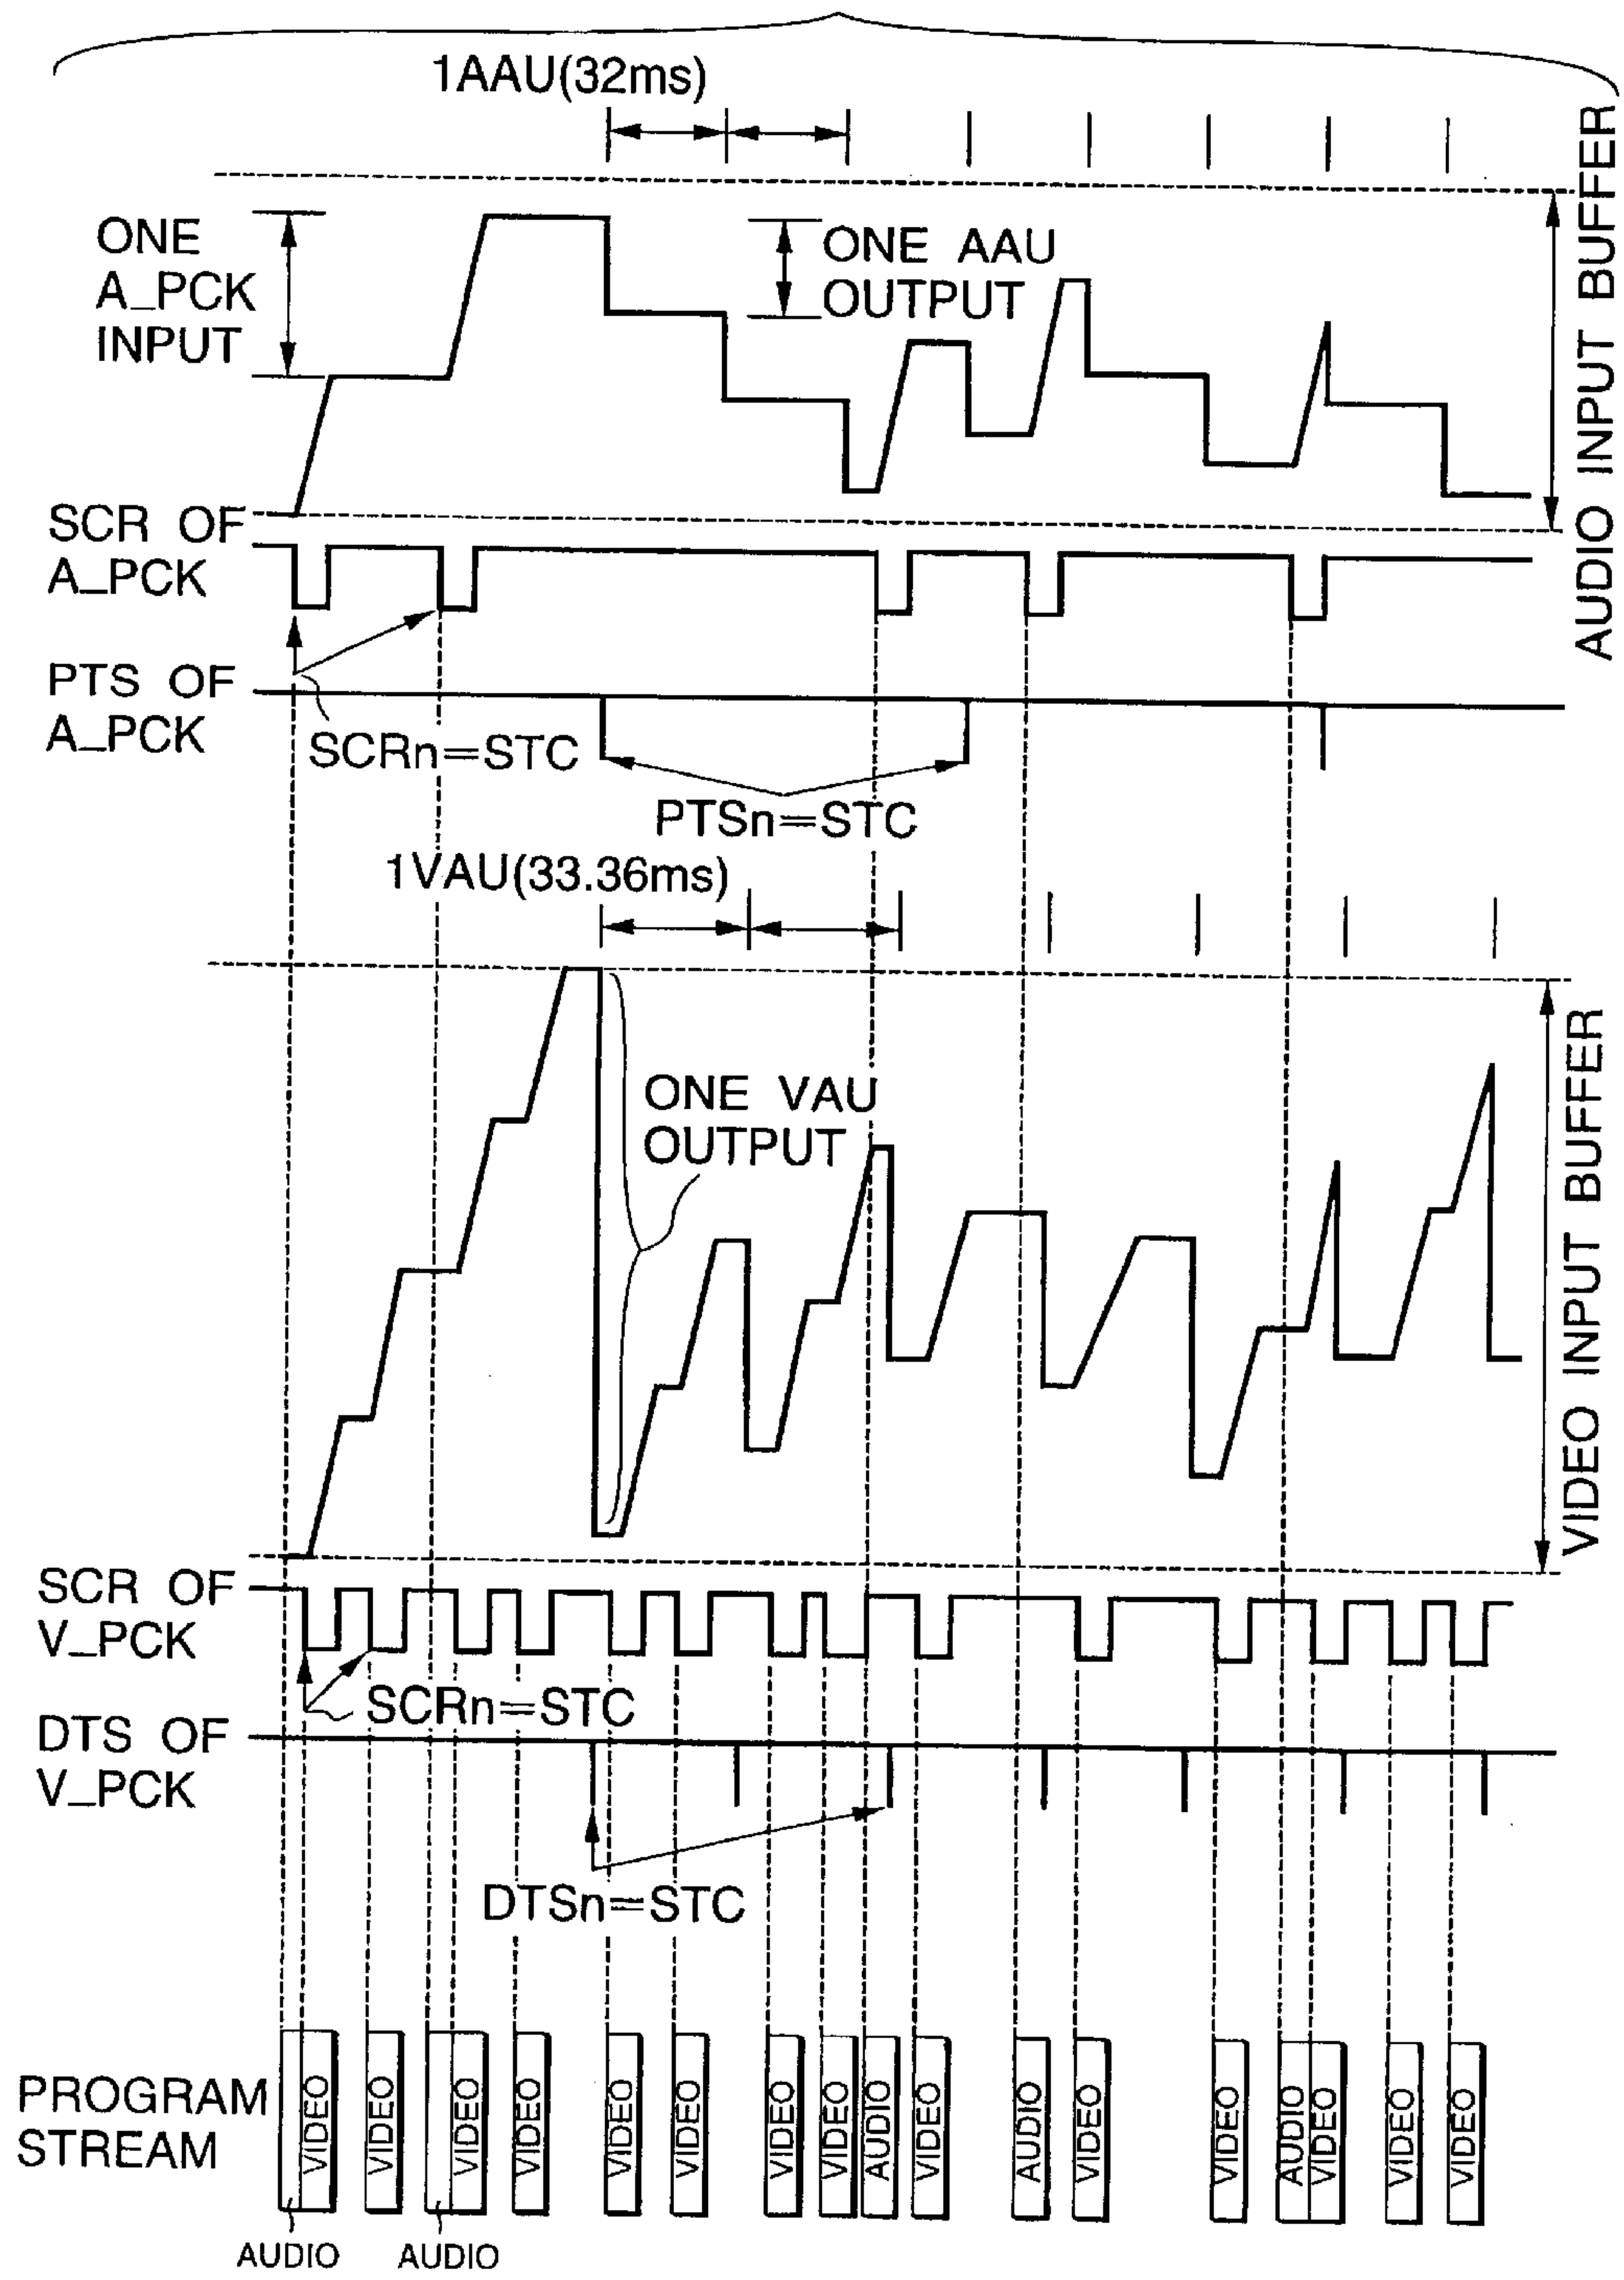 1AAU(32ms)
ONE
A_PCK
INPUT
ONE AAU
OUTPUT
AUDIO INPUT BUFFER
SCR OF
A_PCK
PTS OF
A_PCK
SCRn=STC
PTSn=STC
1VAU(33.36ms)
ONE VAU
OUTPUT
VIDEO INPUT BUFFER
SCR OF
V_PCK
SCRn=STC
DTS OF
V_PCK
DTSn=STC
PROGRAM
STREAM
VIDEO
VIDEO
VIDEO
VIDEO
VIDEO
VIDEO
VIDEO
VIDEO
AUDIO
VIDEO
AUDIO
VIDEO
VIDEO
AUDIO
VIDEO
VIDEO
VIDEO
AUDIO
AUDIO